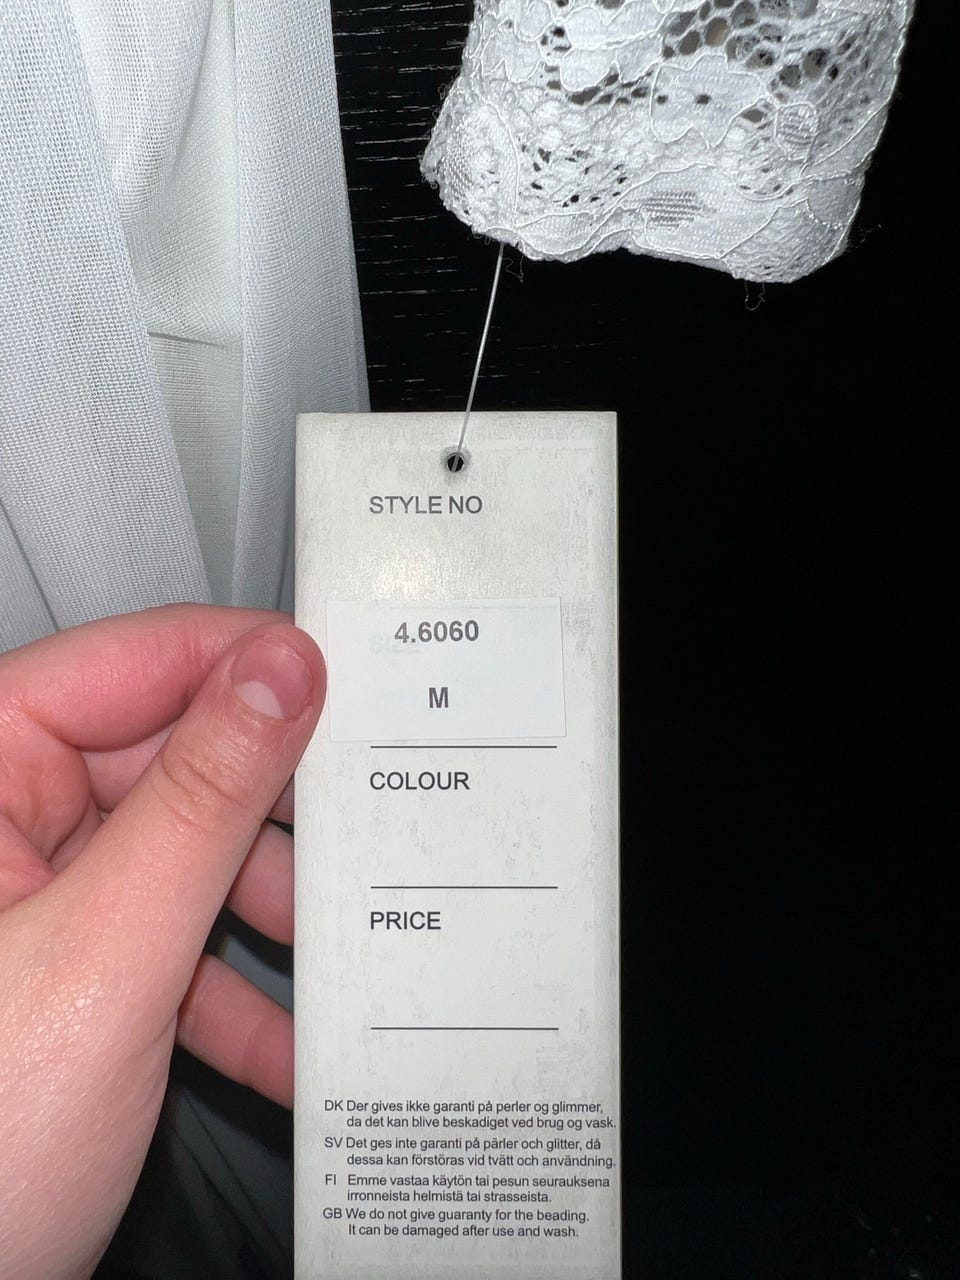 STYLE NO
4.6060
SIZE
M
COLOUR
PRICE
DK Der gives ikke garanti på perler og glimmer,
da det kan blive beskadiget ved brug og vask.
SV Det ges inte garanti på pärler och glitter, då
dessa kan förstöras vid tvätt och användning.
FI Emme vastaa käytön tai pesun seurauksena
irronneista helmistä tai strasseista.
GB We do not give guaranty for the beading.
It can be damaged after use and wash.